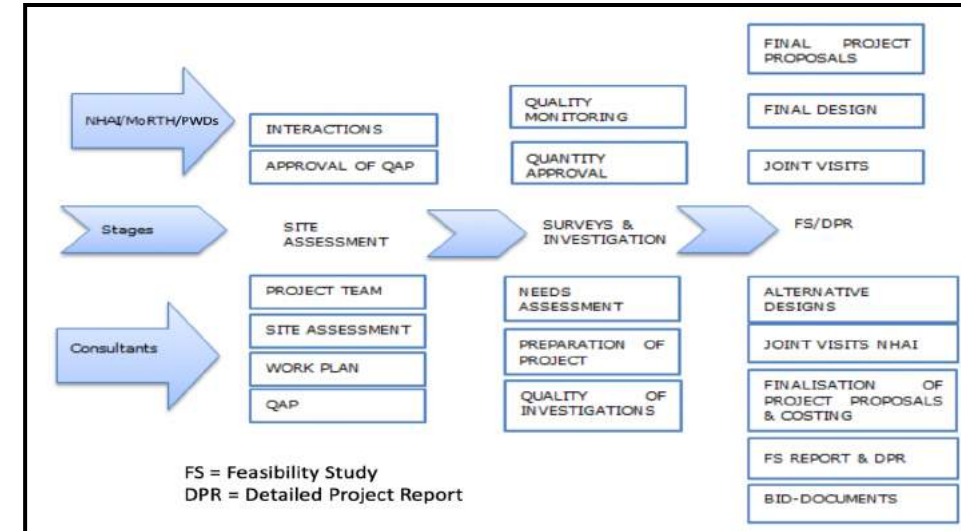 FINAL PROJECT
PROPOSALS
NHAI/MoRTH/PWDs
INTERACTIONS
APPROVAL OF QAP
QUALITY
MONITORING
QUANTITY
APPROVAL
FINAL DESIGN
JOINT VISITS
Stages
SITE
ASSESSMENT
SURVEYS &
INVESTIGATION
FS/DPR
Consultants
PROJECT TEAM
SITE ASSESSMENT
WORK PLAN
QAP
NEEDS
ASSESSMENT
PREPARATION OF
PROJECT
QUALITY OF
INVESTIGATIONS
ALTERNATIVE
DESIGNS
JOINT VISITS NHAI
FINALISATION OF
PROJECT PROPOSALS
& COSTING
FS REPORT & DPR
BID-DOCUMENTS
FS = Feasibility Study
DPR = Detailed Project Report